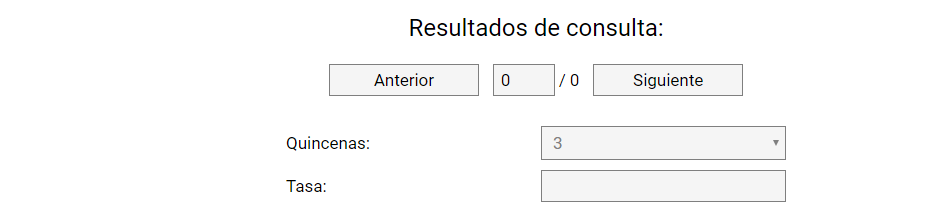 Resultados de consulta:
Anterior 0 / 0 Siguiente
Quincenas: 3
Tasa: